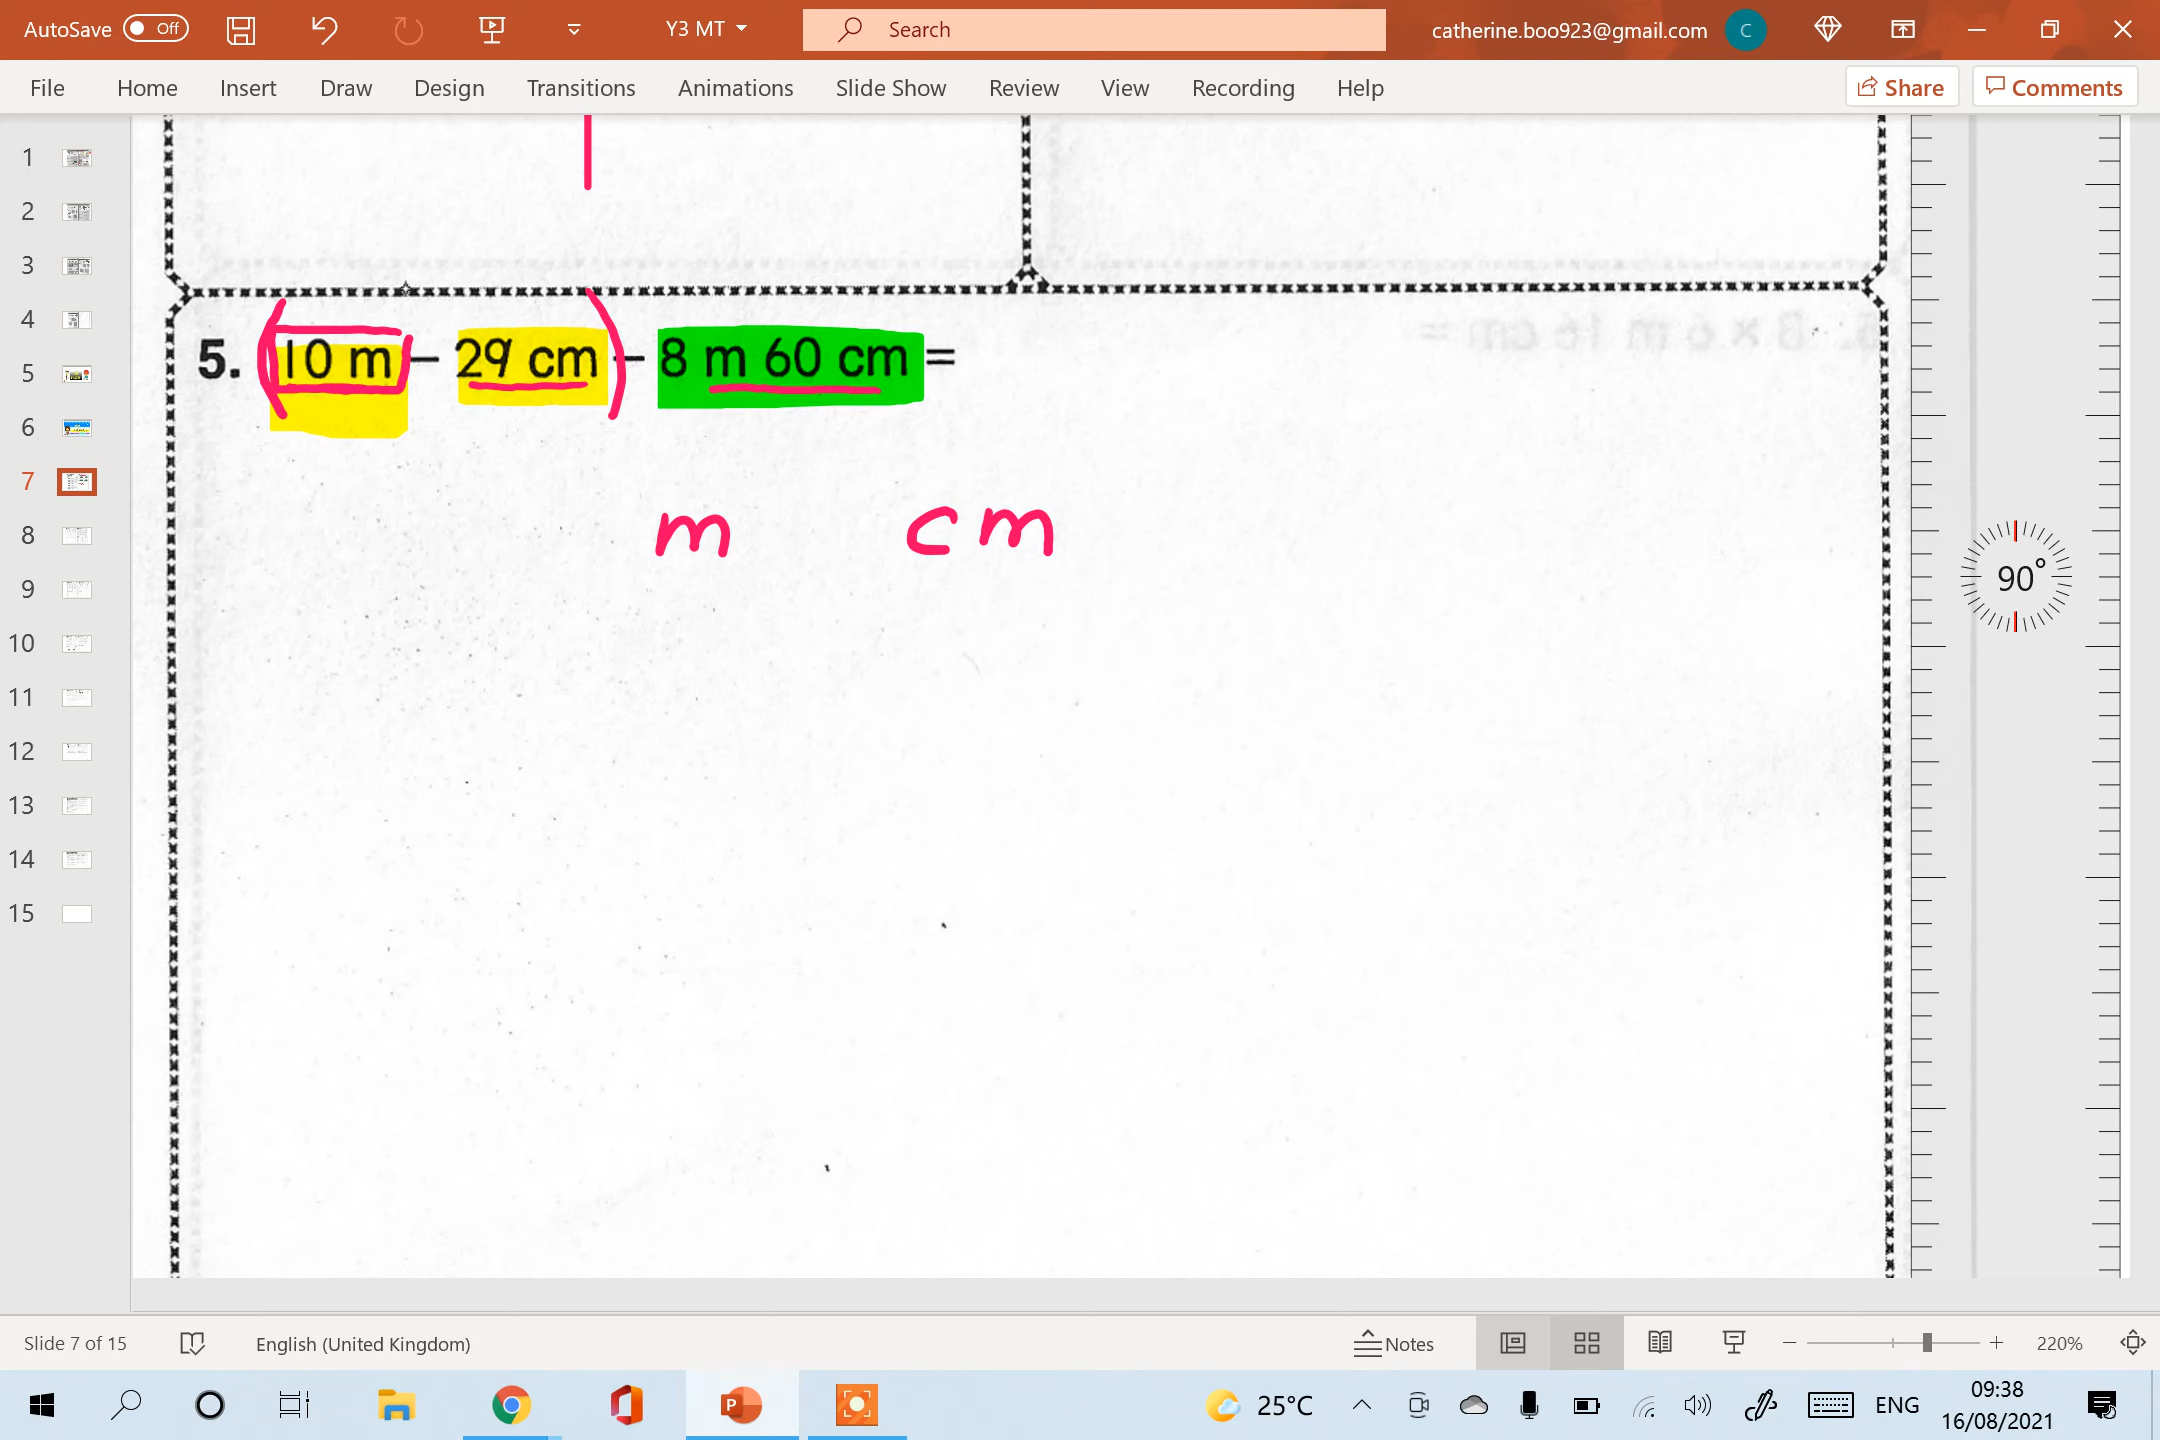 AutoSave Off Y3 MT Search catherine.boo923@gmail.com C
File Home Insert Draw Design Transitions Animations Slide Show Review View Recording Help Share Comments
1
2
3
4
5
6
7
8
9
10
11
12
13
14
15
5. (10 m – 29 cm) – 8 m 60 cm =
m cm
90°
Slide 7 of 15 English (United Kingdom) Notes 220%
25°C ENG 09:38
16/08/2021